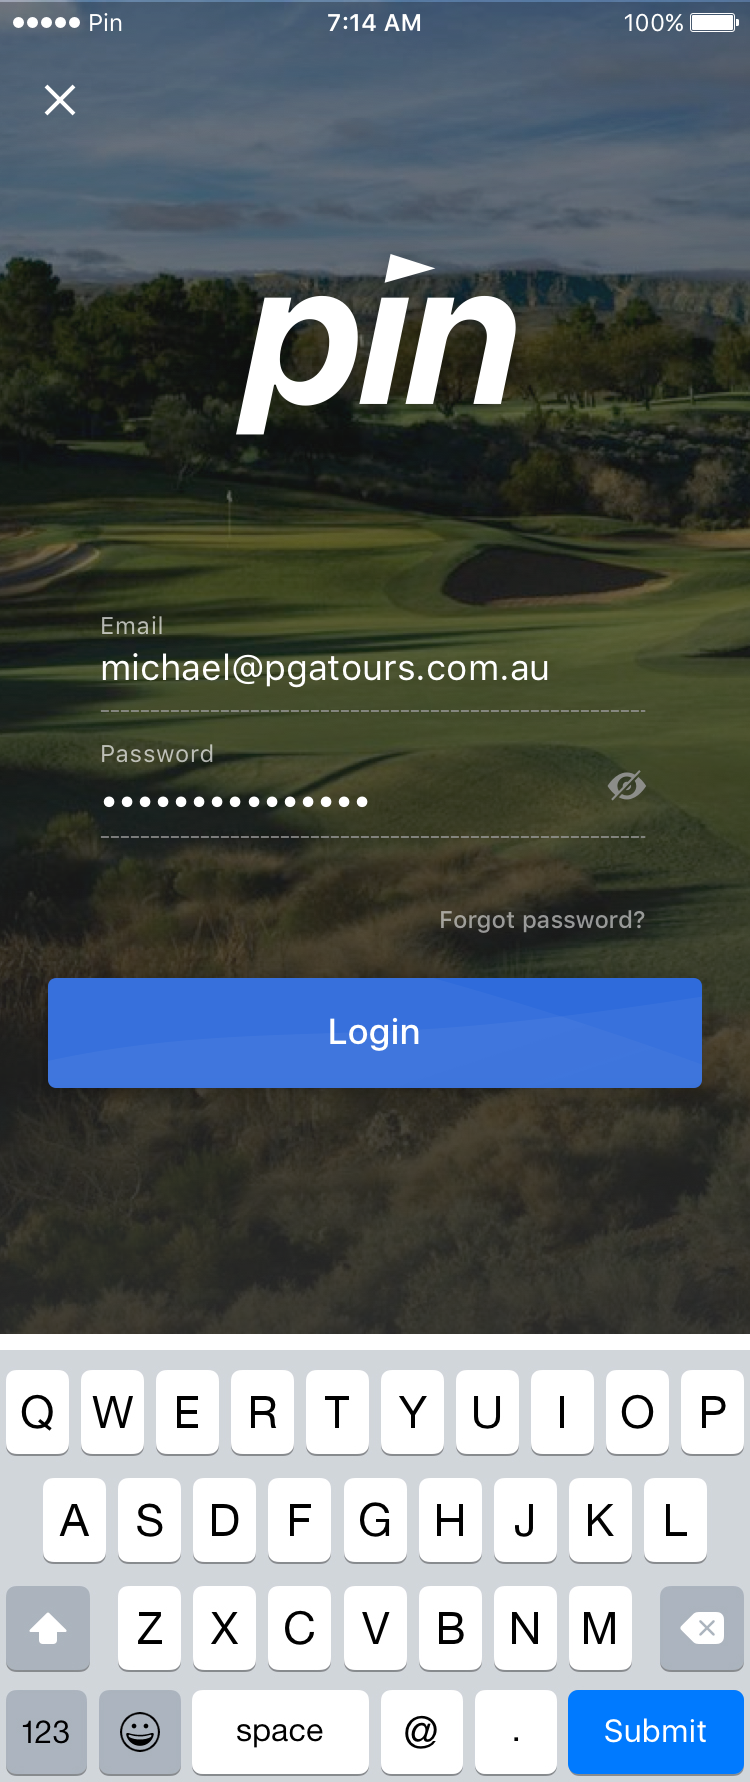 Pin 7:14 AM 100%
pin
Email
michael@pgatours.com.au
Password
•••••••••••••••
Forgot password?
Login
Q W E R T Y U I O P
A S D F G H J K L
Z X C V B N M
123 space @ . Submit